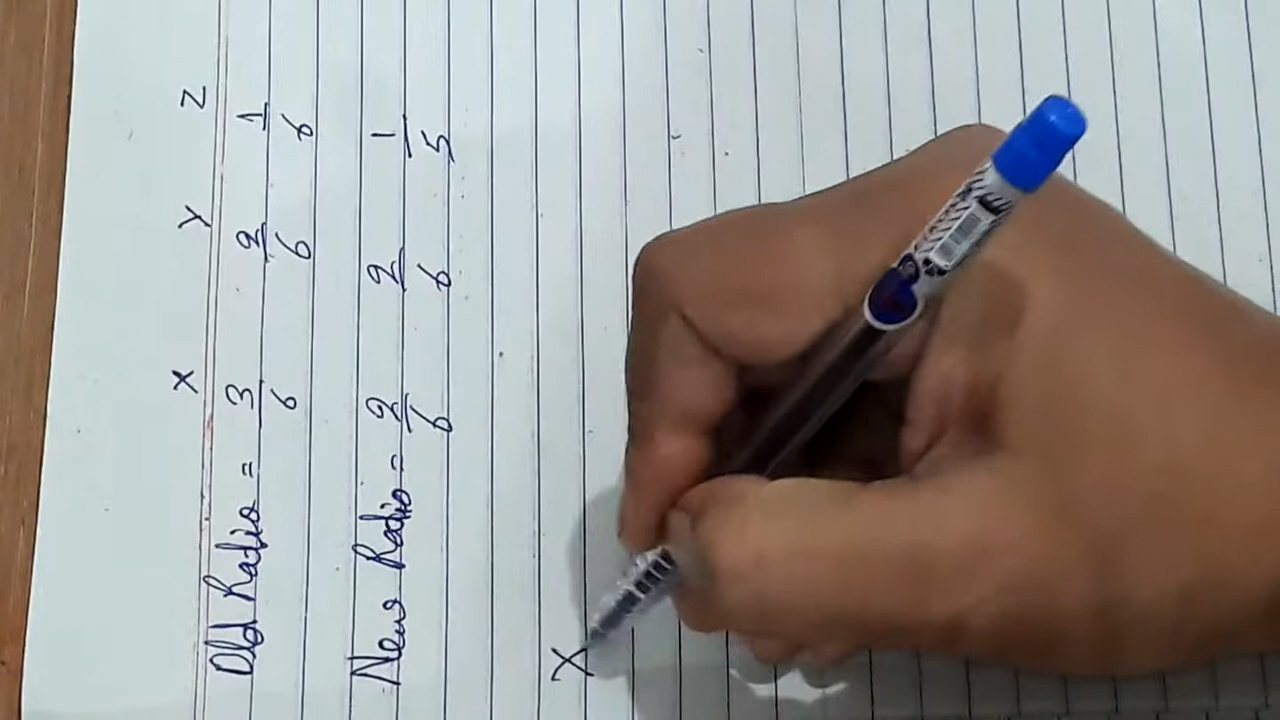 X Y Z
Old Ratio = 3/6 2/6 1/6
New Ratio = 2/6 2/6 1/5
X